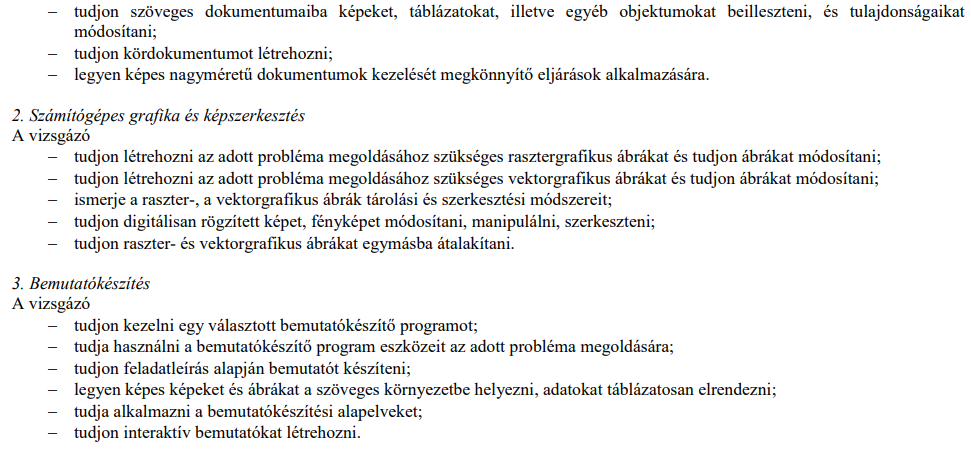 – tudjon szöveges dokumentumaiba képeket, táblázatokat, illetve egyéb objektumokat beilleszteni, és tulajdonságaikat
módosítani;
– tudjon kördokumentumot létrehozni;
– legyen képes nagyméretű dokumentumok kezelését megkönnyítő eljárások alkalmazására.
2. Számítógépes grafika és képszerkesztés
A vizsgázó
– tudjon létrehozni az adott probléma megoldásához szükséges rasztergrafikus ábrákat és tudjon ábrákat módosítani;
– tudjon létrehozni az adott probléma megoldásához szükséges vektorgrafikus ábrákat és tudjon ábrákat módosítani;
– ismerje a raszter-, a vektorgrafikus ábrák tárolási és szerkesztési módszereit;
– tudjon digitálisan rögzített képet, fényképet módosítani, manipulálni, szerkeszteni;
– tudjon raszter- és vektorgrafikus ábrákat egymásba átalakítani.
3. Bemutatókészítés
A vizsgázó
– tudjon kezelni egy választott bemutatókészítő programot;
– tudja használni a bemutatókészítő program eszközeit az adott probléma megoldására;
– tudjon feladatleírás alapján bemutatót készíteni;
– legyen képes képeket és ábrákat a szöveges környezetbe helyezni, adatokat táblázatosan elrendezni;
– tudja alkalmazni a bemutatókészítési alapelveket;
– tudjon interaktív bemutatókat létrehozni.